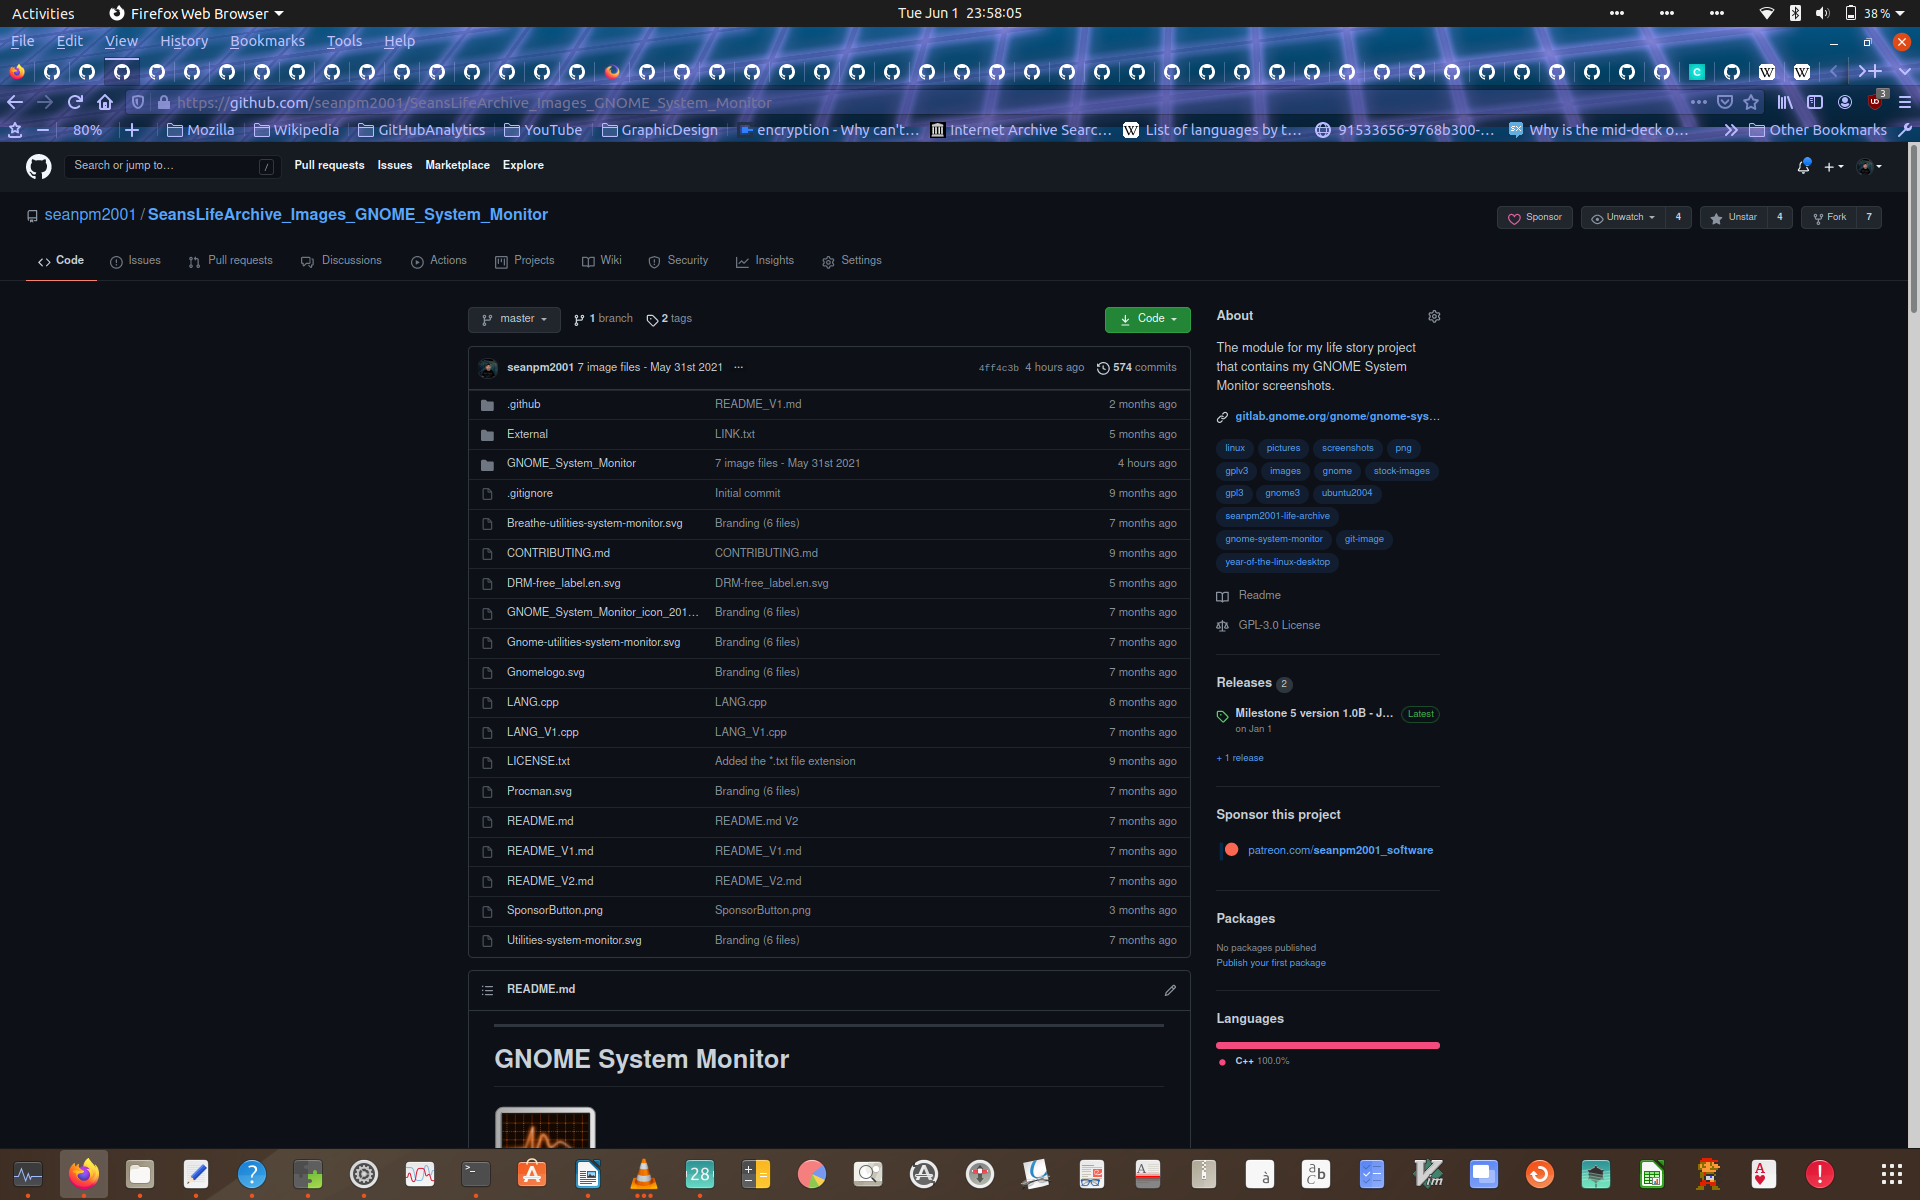 Activities Firefox Web Browser Tue Jun 1 23:58:05 38 %
File Edit View History Bookmarks Tools Help
https://github.com/seanpm2001/SeansLifeArchive_Images_GNOME_System_Monitor 3
80% Mozilla Wikipedia GitHubAnalytics YouTube GraphicDesign encryption - Why can't... Internet Archive Searc... List of languages by t... 91533656-9768b300-... Why is the mid-deck o... Other Bookmarks
Search or jump to... / Pull requests Issues Marketplace Explore
seanpm2001 / SeansLifeArchive_Images_GNOME_System_Monitor Sponsor Unwatch 4 Unstar 4 Fork 7
Code Issues Pull requests Discussions Actions Projects Wiki Security Insights Settings
master 1 branch 2 tags Code
seanpm2001 7 image files - May 31st 2021 ... 4ff4c3b 4 hours ago 574 commits
.github README_V1.md 2 months ago
External LINK.txt 5 months ago
GNOME_System_Monitor 7 image files - May 31st 2021 4 hours ago
.gitignore Initial commit 9 months ago
Breathe-utilities-system-monitor.svg Branding (6 files) 7 months ago
CONTRIBUTING.md CONTRIBUTING.md 9 months ago
DRM-free_label.en.svg DRM-free_label.en.svg 5 months ago
GNOME_System_Monitor_icon_201... Branding (6 files) 7 months ago
Gnome-utilities-system-monitor.svg Branding (6 files) 7 months ago
Gnomelogo.svg Branding (6 files) 7 months ago
LANG.cpp LANG.cpp 8 months ago
LANG_V1.cpp LANG_V1.cpp 7 months ago
LICENSE.txt Added the *.txt file extension 9 months ago
Procman.svg Branding (6 files) 7 months ago
README.md README.md V2 7 months ago
README_V1.md README_V1.md 7 months ago
README_V2.md README_V2.md 7 months ago
SponsorButton.png SponsorButton.png 3 months ago
Utilities-system-monitor.svg Branding (6 files) 7 months ago
README.md
GNOME System Monitor
About
The module for my life story project
that contains my GNOME System
Monitor screenshots.
gitlab.gnome.org/gnome/gnome-sys...
linux pictures screenshots png
gplv3 images gnome stock-images
gpl3 gnome3 ubuntu2004
seanpm2001-life-archive
gnome-system-monitor git-image
year-of-the-linux-desktop
Readme
GPL-3.0 License
Releases 2
Milestone 5 version 1.0B - J... Latest
on Jan 1
+ 1 release
Sponsor this project
patreon.com/seanpm2001_software
Packages
No packages published
Publish your first package
Languages
C++ 100.0%
28